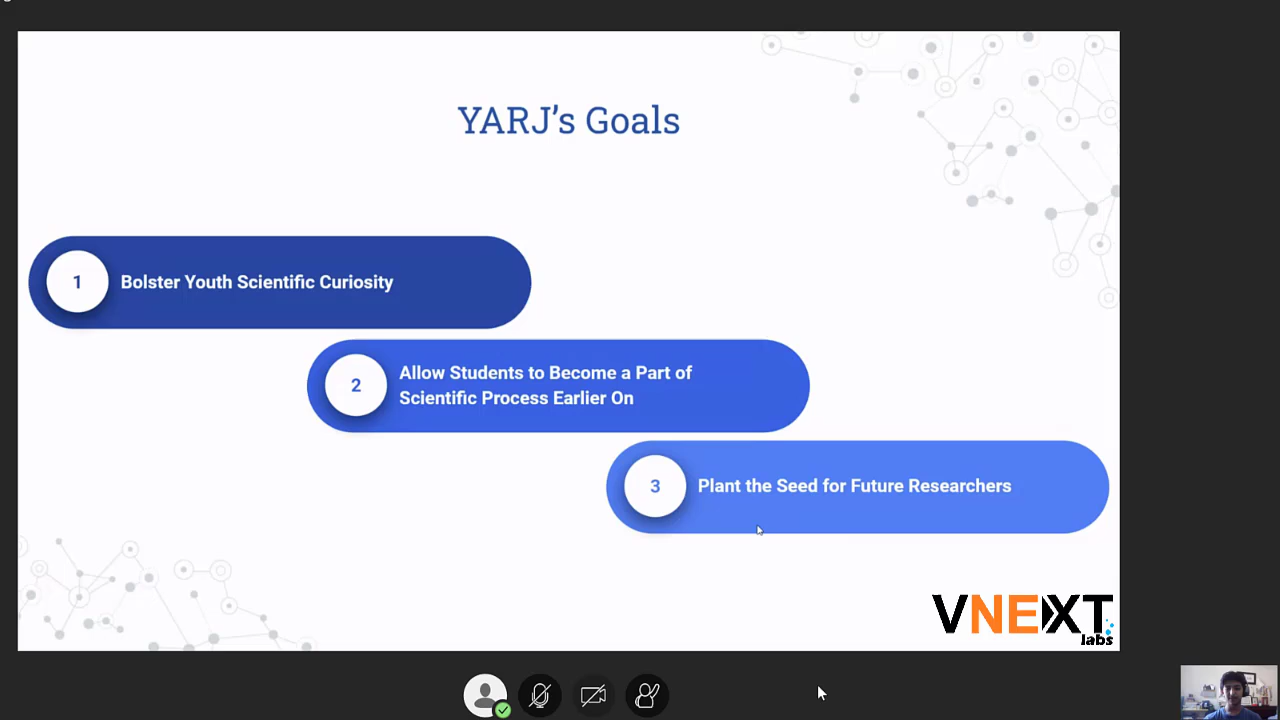 YARJ's Goals
1
Bolster Youth Scientific Curiosity
2
Allow Students to Become a Part of
Scientific Process Earlier On
3
Plant the Seed for Future Researchers
VNEXT
labs